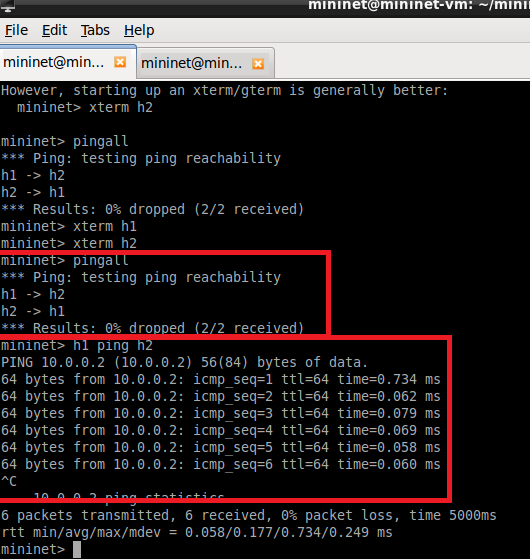 mininet@mininet-vm: ~/mini
File Edit Tabs Help
mininet@min... mininet@min...
However, starting up an xterm/gterm is generally better:
  mininet> xterm h2
mininet> pingall
*** Ping: testing ping reachability
h1 -> h2
h2 -> h1
*** Results: 0% dropped (2/2 received)
mininet> xterm h1
mininet> xterm h2
mininet> pingall
*** Ping: testing ping reachability
h1 -> h2
h2 -> h1
*** Results: 0% dropped (2/2 received)
mininet> h1 ping h2
PING 10.0.0.2 (10.0.0.2) 56(84) bytes of data.
64 bytes from 10.0.0.2: icmp_seq=1 ttl=64 time=0.734 ms
64 bytes from 10.0.0.2: icmp_seq=2 ttl=64 time=0.062 ms
64 bytes from 10.0.0.2: icmp_seq=3 ttl=64 time=0.079 ms
64 bytes from 10.0.0.2: icmp_seq=4 ttl=64 time=0.069 ms
64 bytes from 10.0.0.2: icmp_seq=5 ttl=64 time=0.058 ms
64 bytes from 10.0.0.2: icmp_seq=6 ttl=64 time=0.060 ms
^C
10.0.0.2 ping statistics
6 packets transmitted, 6 received, 0% packet loss, time 5000ms
rtt min/avg/max/mdev = 0.058/0.177/0.734/0.249 ms
mininet>